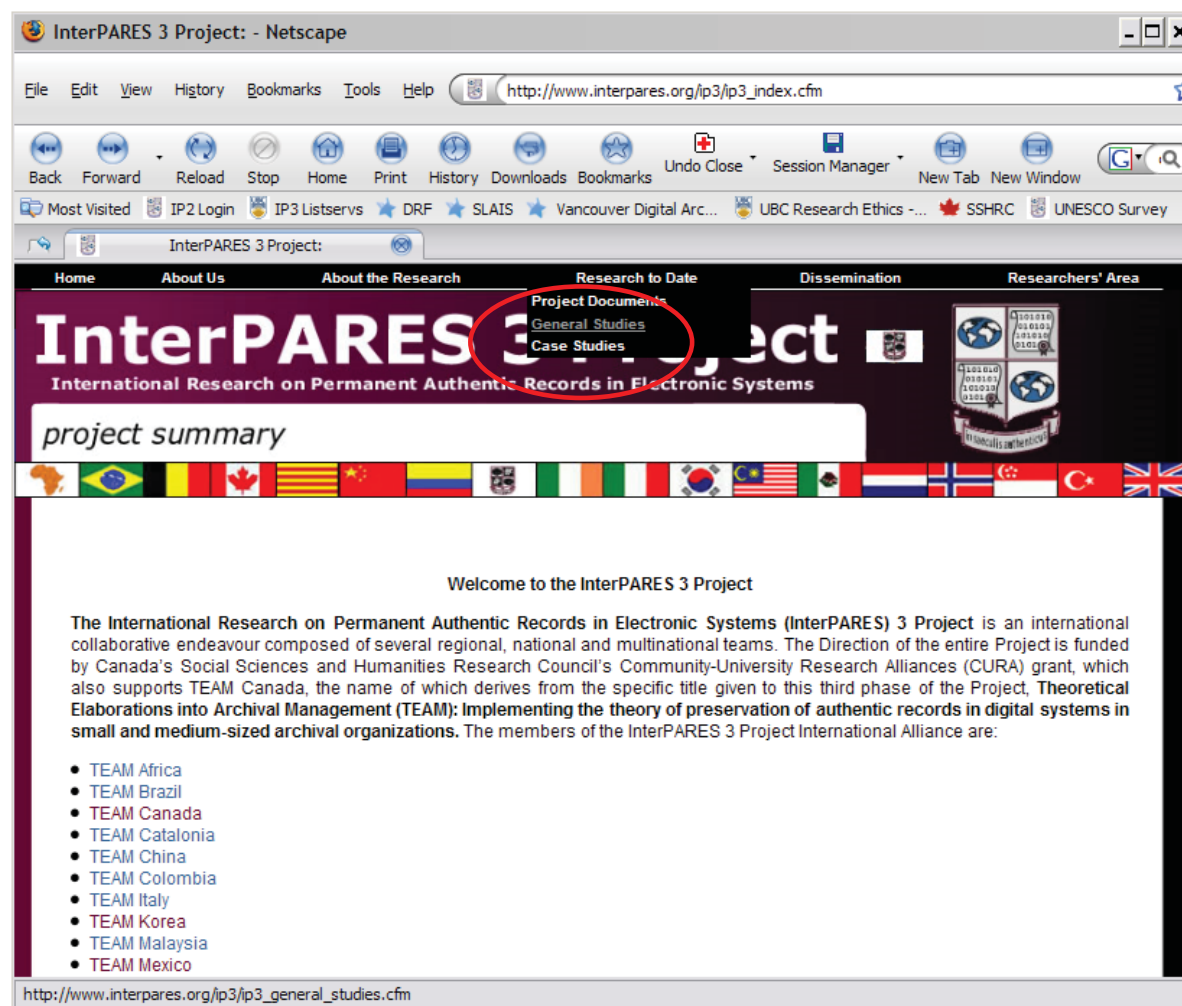 InterPARES 3 Project: - Netscape
File Edit View History Bookmarks Tools Help http://www.interpares.org/ip3/ip3_index.cfm
Back Forward Reload Stop Home Print History Downloads Bookmarks Undo Close Session Manager New Tab New Window G
Most Visited IP2 Login IP3 Listservs DRF SLAIS Vancouver Digital Arc... UBC Research Ethics -... SSHRC UNESCO Survey
InterPARES 3 Project:
Home About Us About the Research Research to Date Dissemination Researchers' Area
Project Documents
General Studies
Case Studies
InterPARES 3 Project
International Research on Permanent Authentic Records in Electronic Systems
project summary
Welcome to the InterPARES 3 Project
The International Research on Permanent Authentic Records in Electronic Systems (InterPARES) 3 Project is an international
collaborative endeavour composed of several regional, national and multinational teams. The Direction of the entire Project is funded
by Canada's Social Sciences and Humanities Research Council's Community-University Research Alliances (CURA) grant, which
also supports TEAM Canada, the name of which derives from the specific title given to this third phase of the Project, Theoretical
Elaborations into Archival Management (TEAM): Implementing the theory of preservation of authentic records in digital systems in
small and medium-sized archival organizations. The members of the InterPARES 3 Project International Alliance are:
• TEAM Africa
• TEAM Brazil
• TEAM Canada
• TEAM Catalonia
• TEAM China
• TEAM Colombia
• TEAM Italy
• TEAM Korea
• TEAM Malaysia
• TEAM Mexico
http://www.interpares.org/ip3/ip3_general_studies.cfm